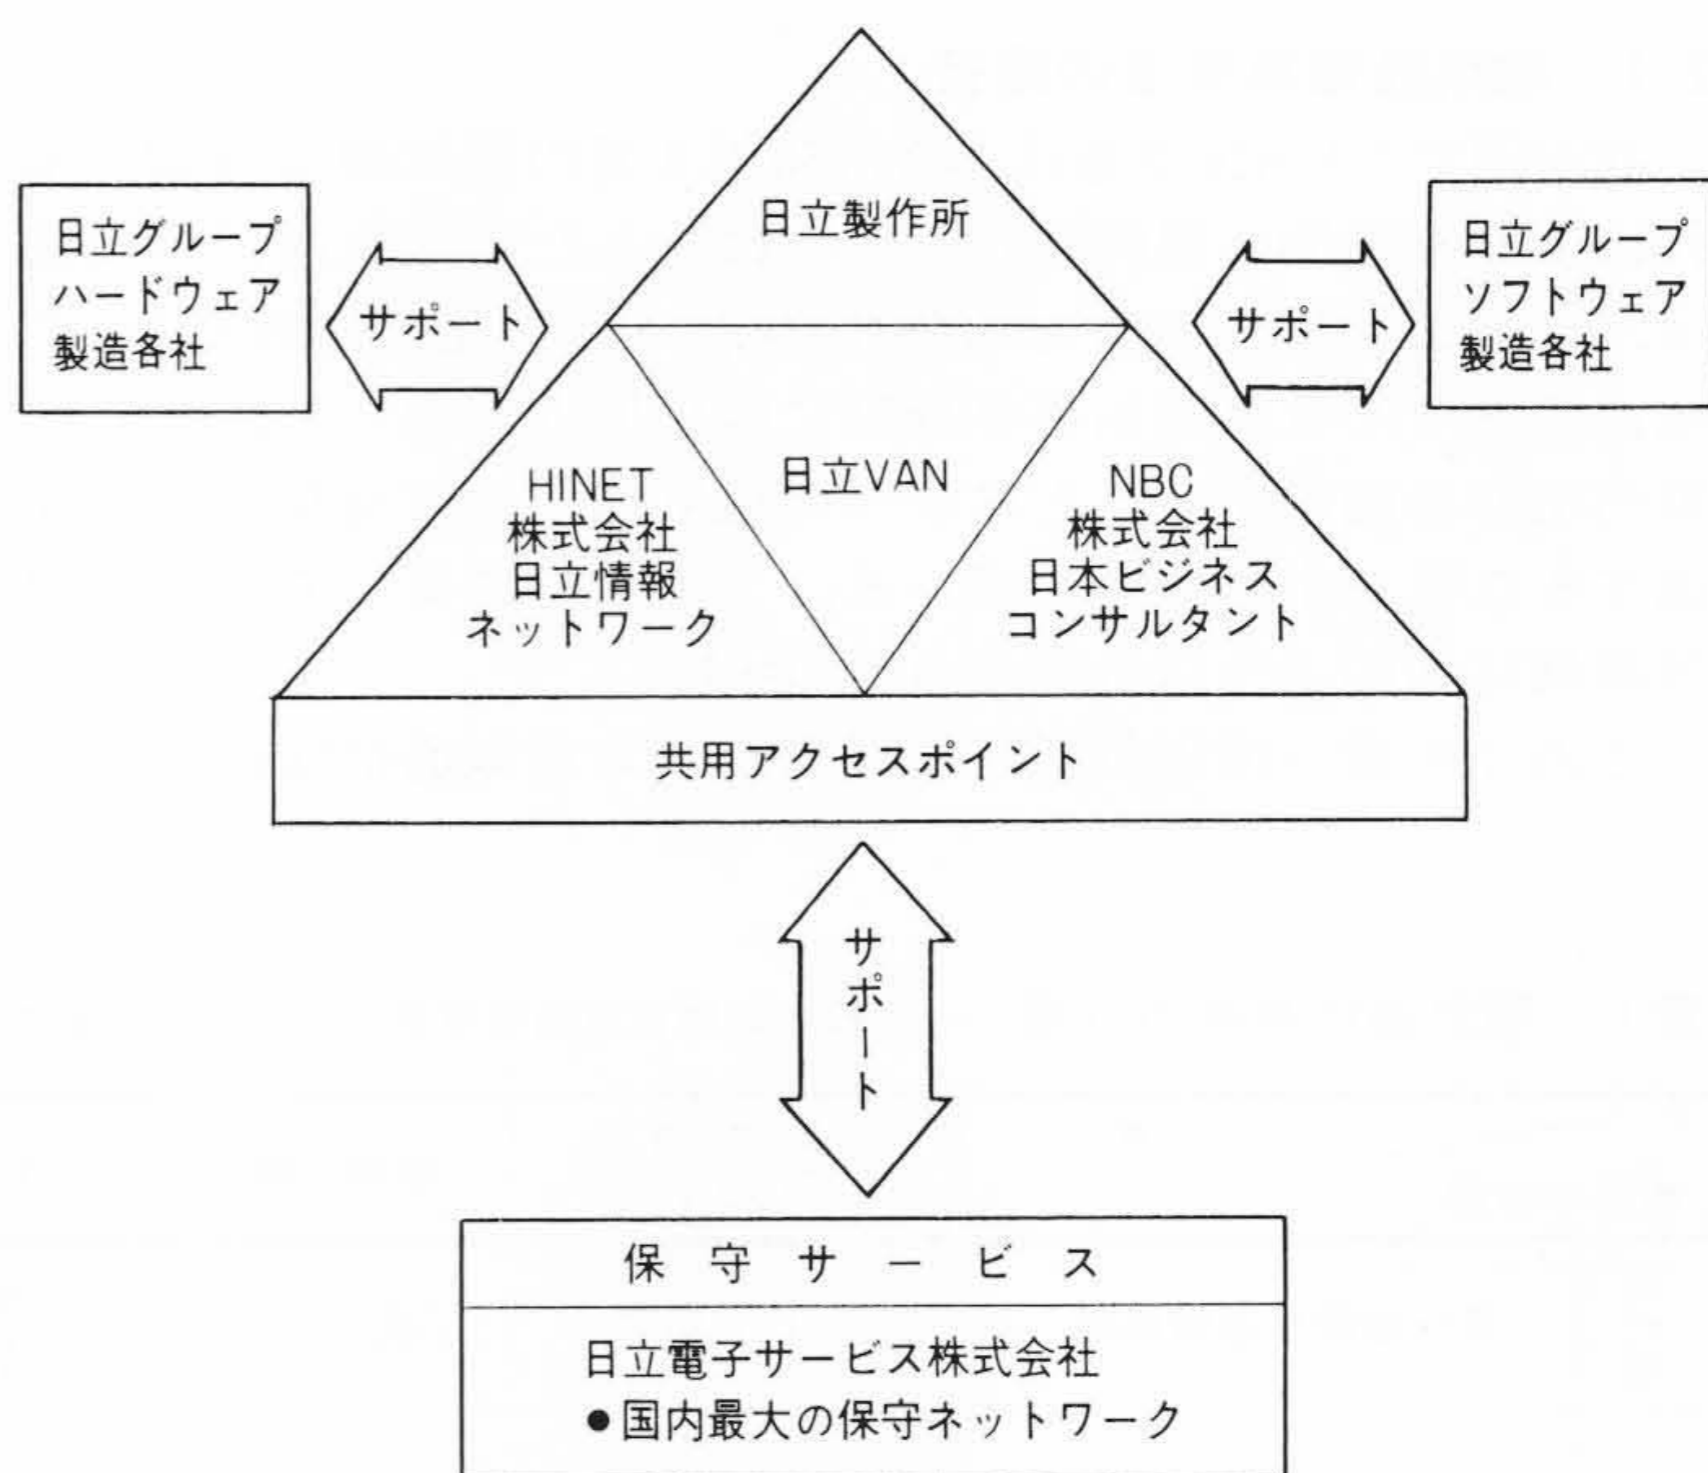 日立製作所
日立グループ
ハードウェア
製造各社
サポート
サポート
日立グループ
ソフトウェア
製造各社
HINET
株式会社
日立情報
ネットワーク
日立VAN
NBC
株式会社
日本ビジネス
コンサルタント
共用アクセスポイント
サポート
保守サービス
日立電子サービス株式会社
●国内最大の保守ネットワーク